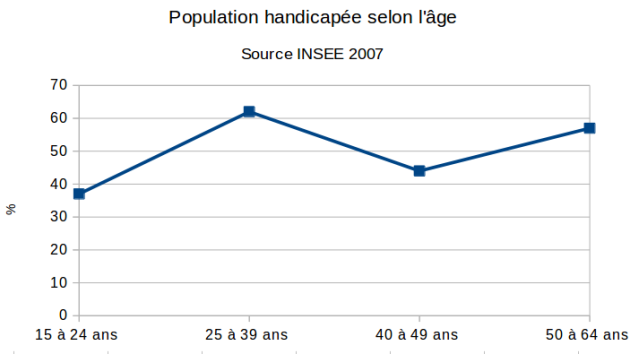 Population handicapée selon l'âge
Source INSEE 2007
70
60
50
40
30
20
10
0
%
15 à 24 ans
25 à 39 ans
40 à 49 ans
50 à 64 ans